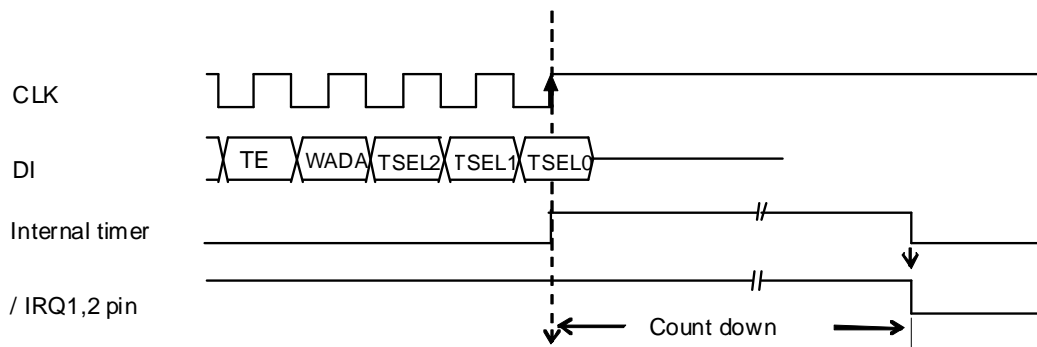 CLK
DI
TE
WADA
TSEL2
TSEL1
TSEL0
Internal timer
/ IRQ1,2 pin
Count down